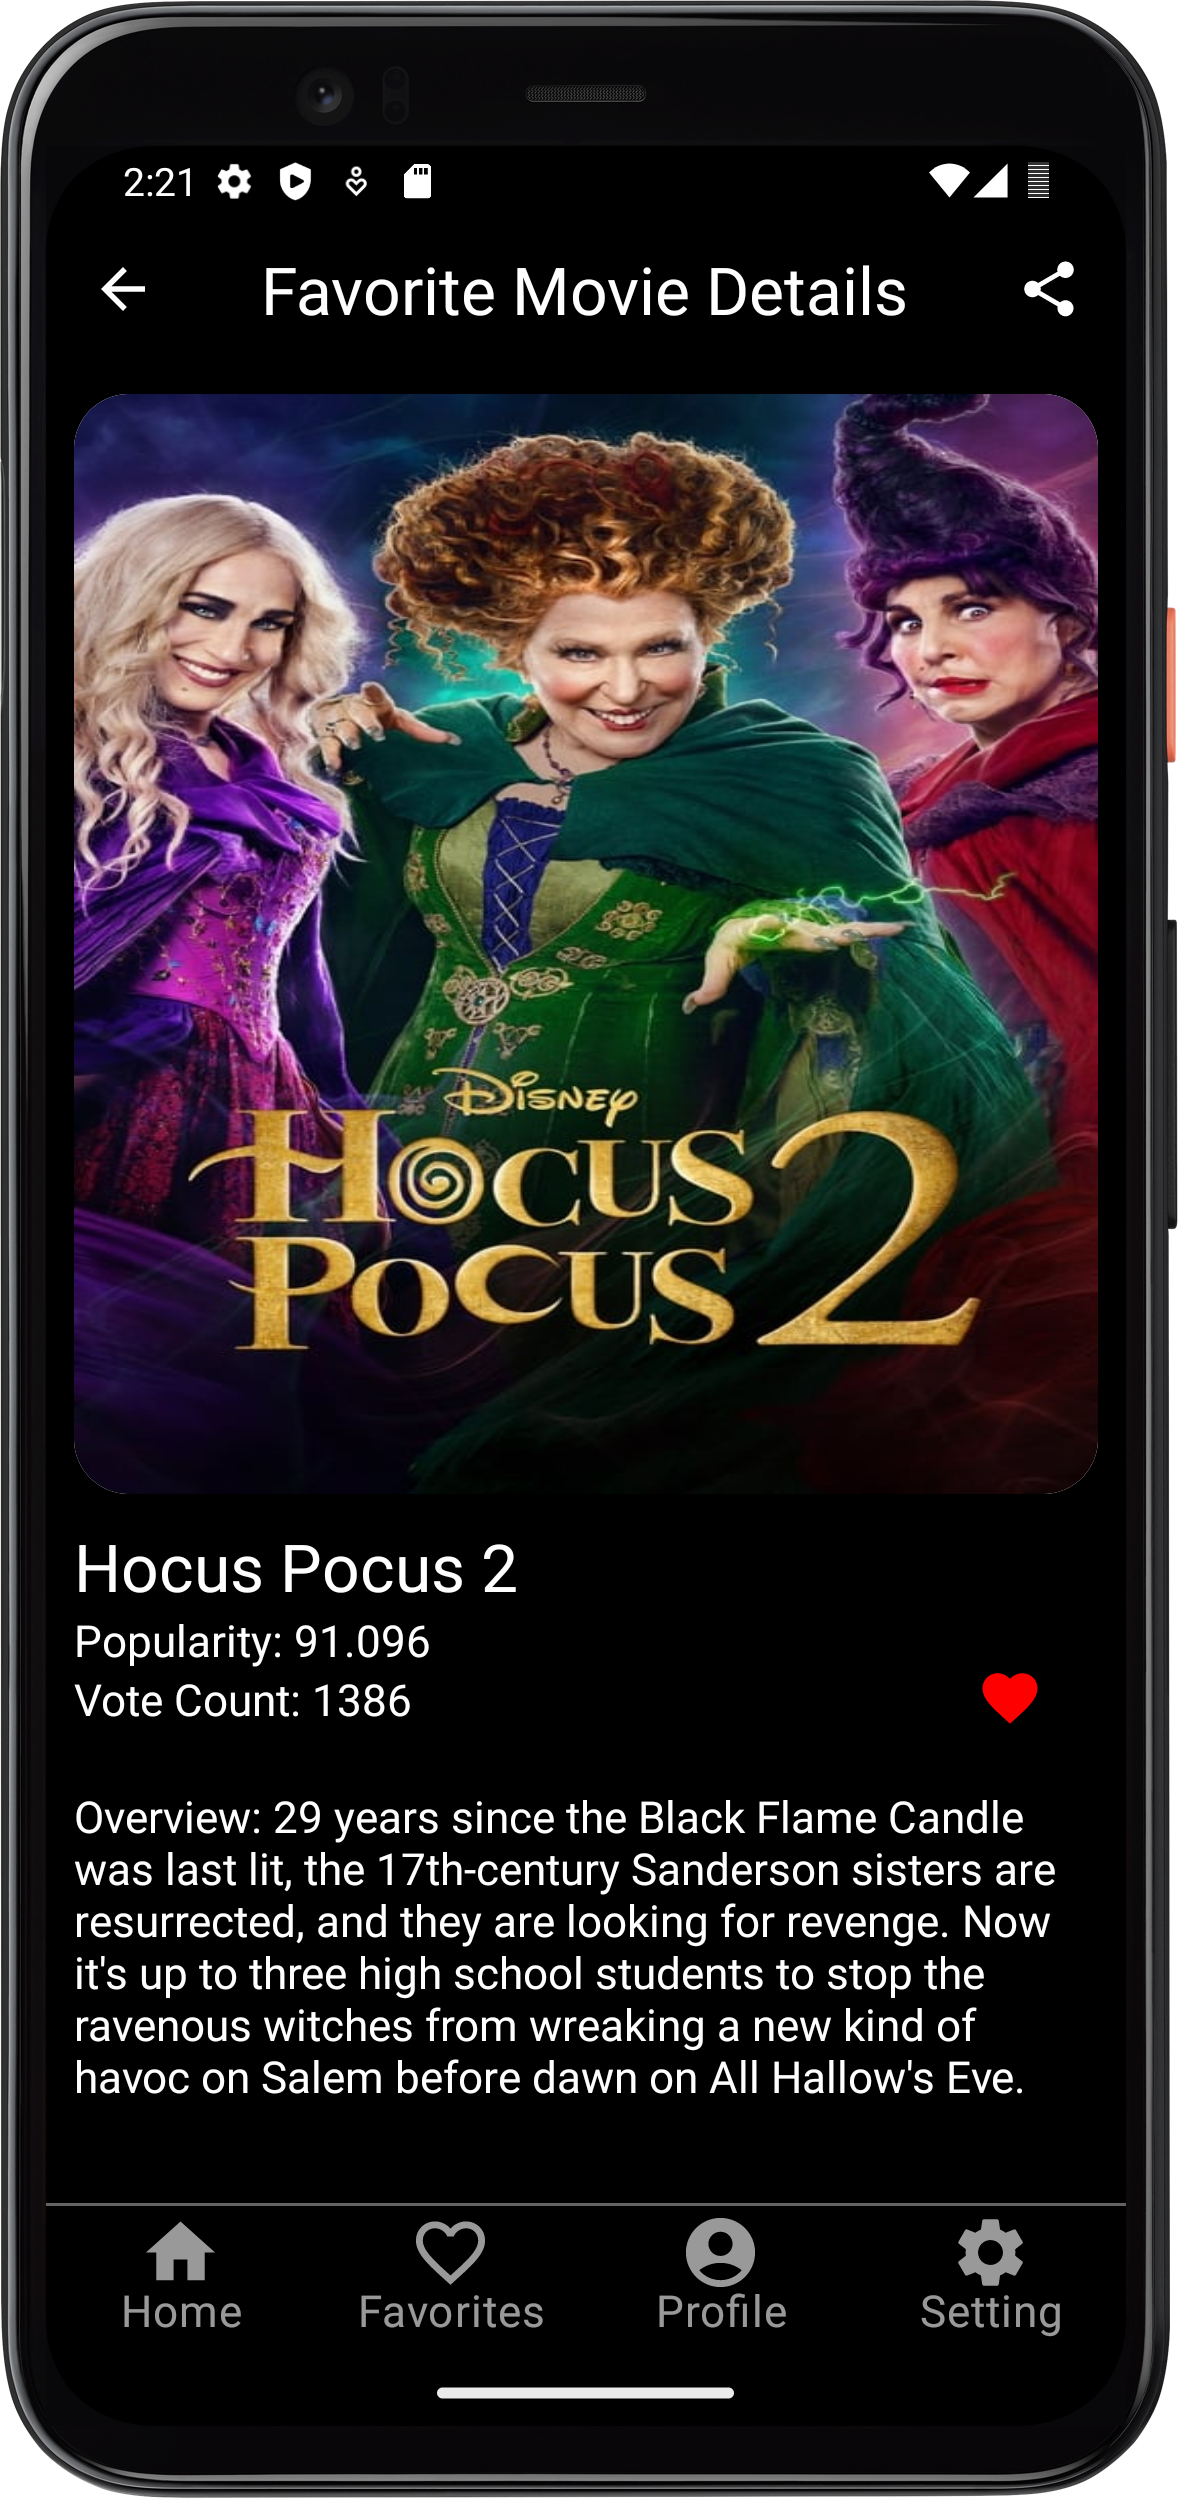 2:21
Favorite Movie Details
Disney
Hocus
Pocus 2
Hocus Pocus 2
Popularity: 91.096
Vote Count: 1386
Overview: 29 years since the Black Flame Candle
was last lit, the 17th-century Sanderson sisters are
resurrected, and they are looking for revenge. Now
it's up to three high school students to stop the
ravenous witches from wreaking a new kind of
havoc on Salem before dawn on All Hallow's Eve.
Home
Favorites
Profile
Setting